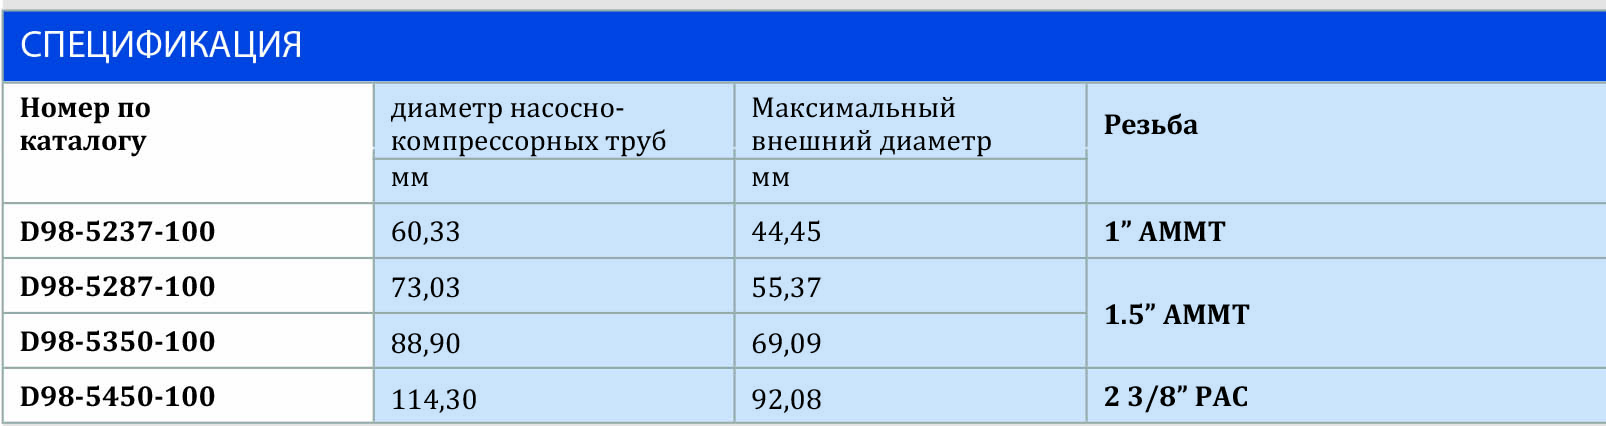 СПЕЦИФИКАЦИЯ
Номер по
каталогу
диаметр насосно-
компрессорных труб
Максимальный
внешний диаметр
Резьба
мм
мм
D98-5237-100
60,33
44,45
1” АММТ
D98-5287-100
73,03
55,37
1.5” АММТ
D98-5350-100
88,90
69,09
D98-5450-100
114,30
92,08
2 3/8” PAC